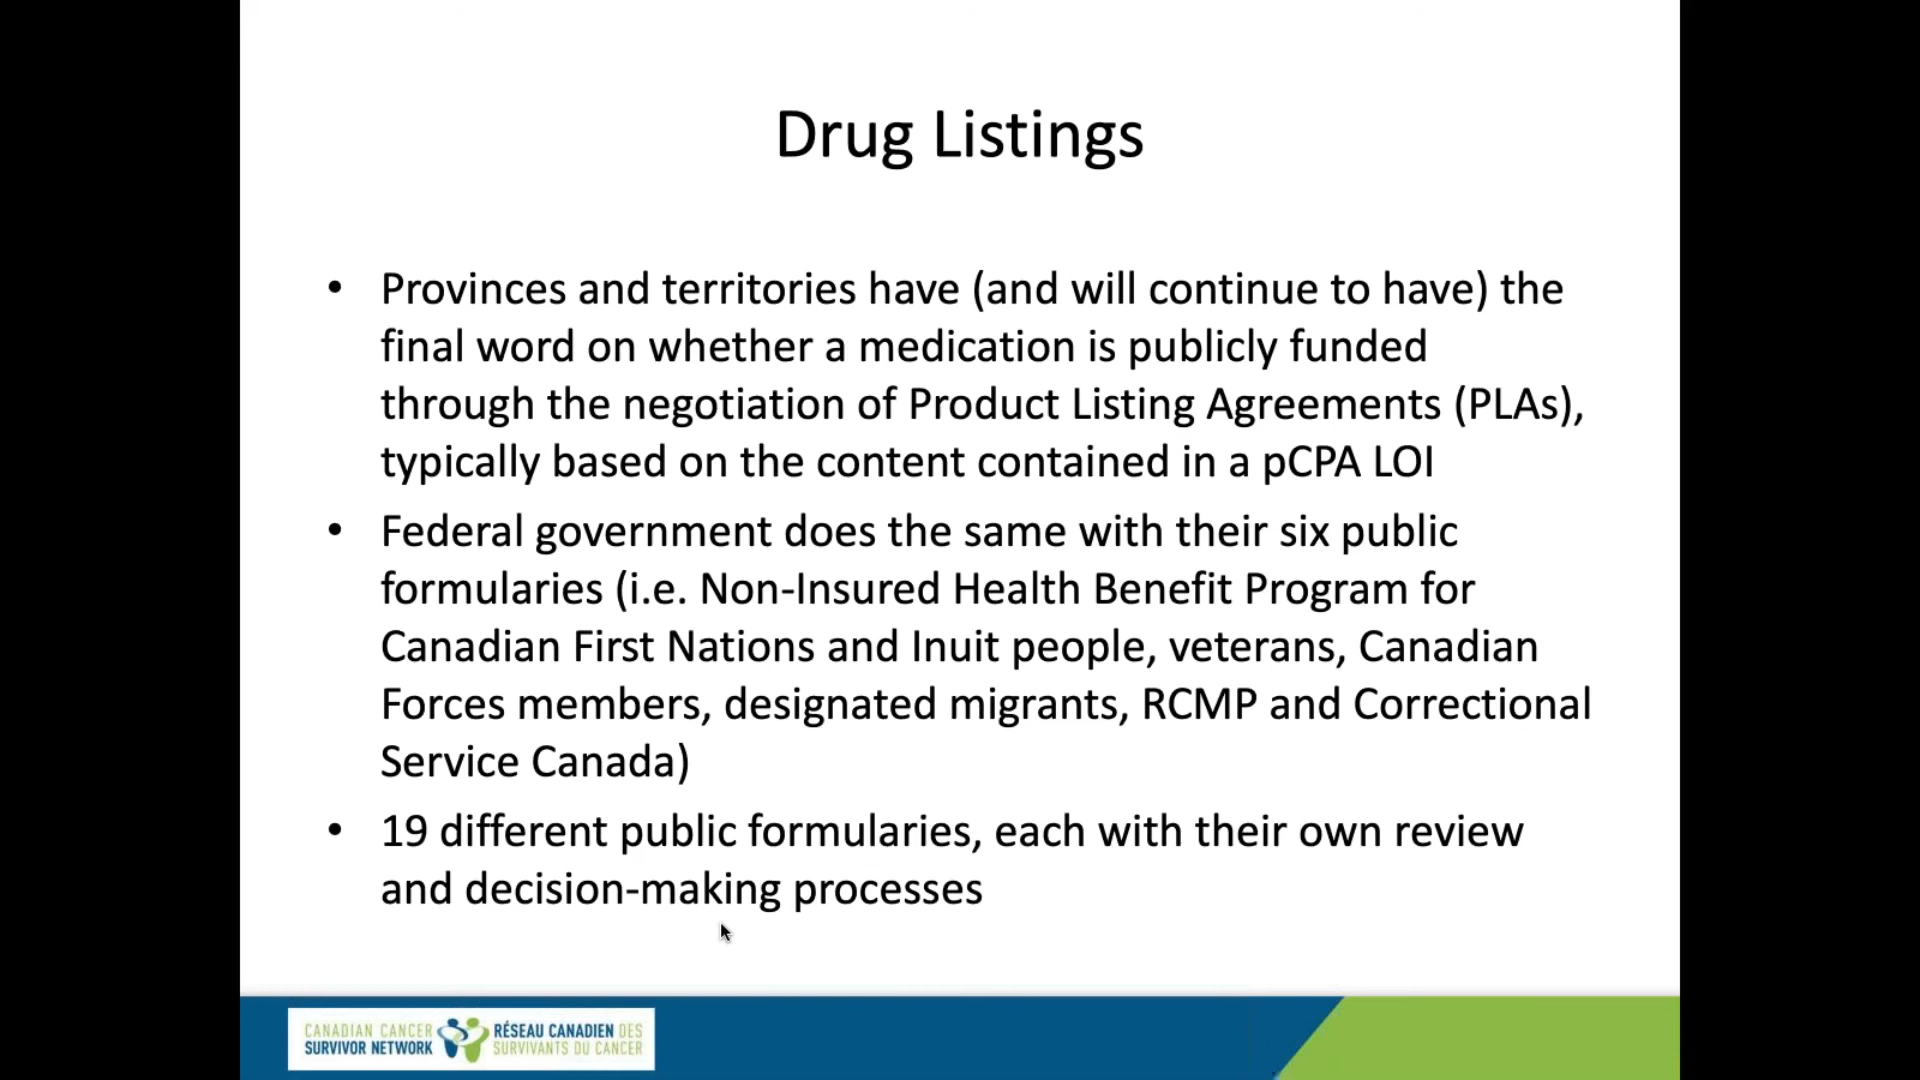 Drug Listings
• Provinces and territories have (and will continue to have) the
final word on whether a medication is publicly funded
through the negotiation of Product Listing Agreements (PLAs),
typically based on the content contained in a pCPA LOI
• Federal government does the same with their six public
formularies (i.e. Non-Insured Health Benefit Program for
Canadian First Nations and Inuit people, veterans, Canadian
Forces members, designated migrants, RCMP and Correctional
Service Canada)
• 19 different public formularies, each with their own review
and decision-making processes
CANADIAN CANCER
SURVIVOR NETWORK
RÉSEAU CANADIEN DES
SURVIVANTS DU CANCER